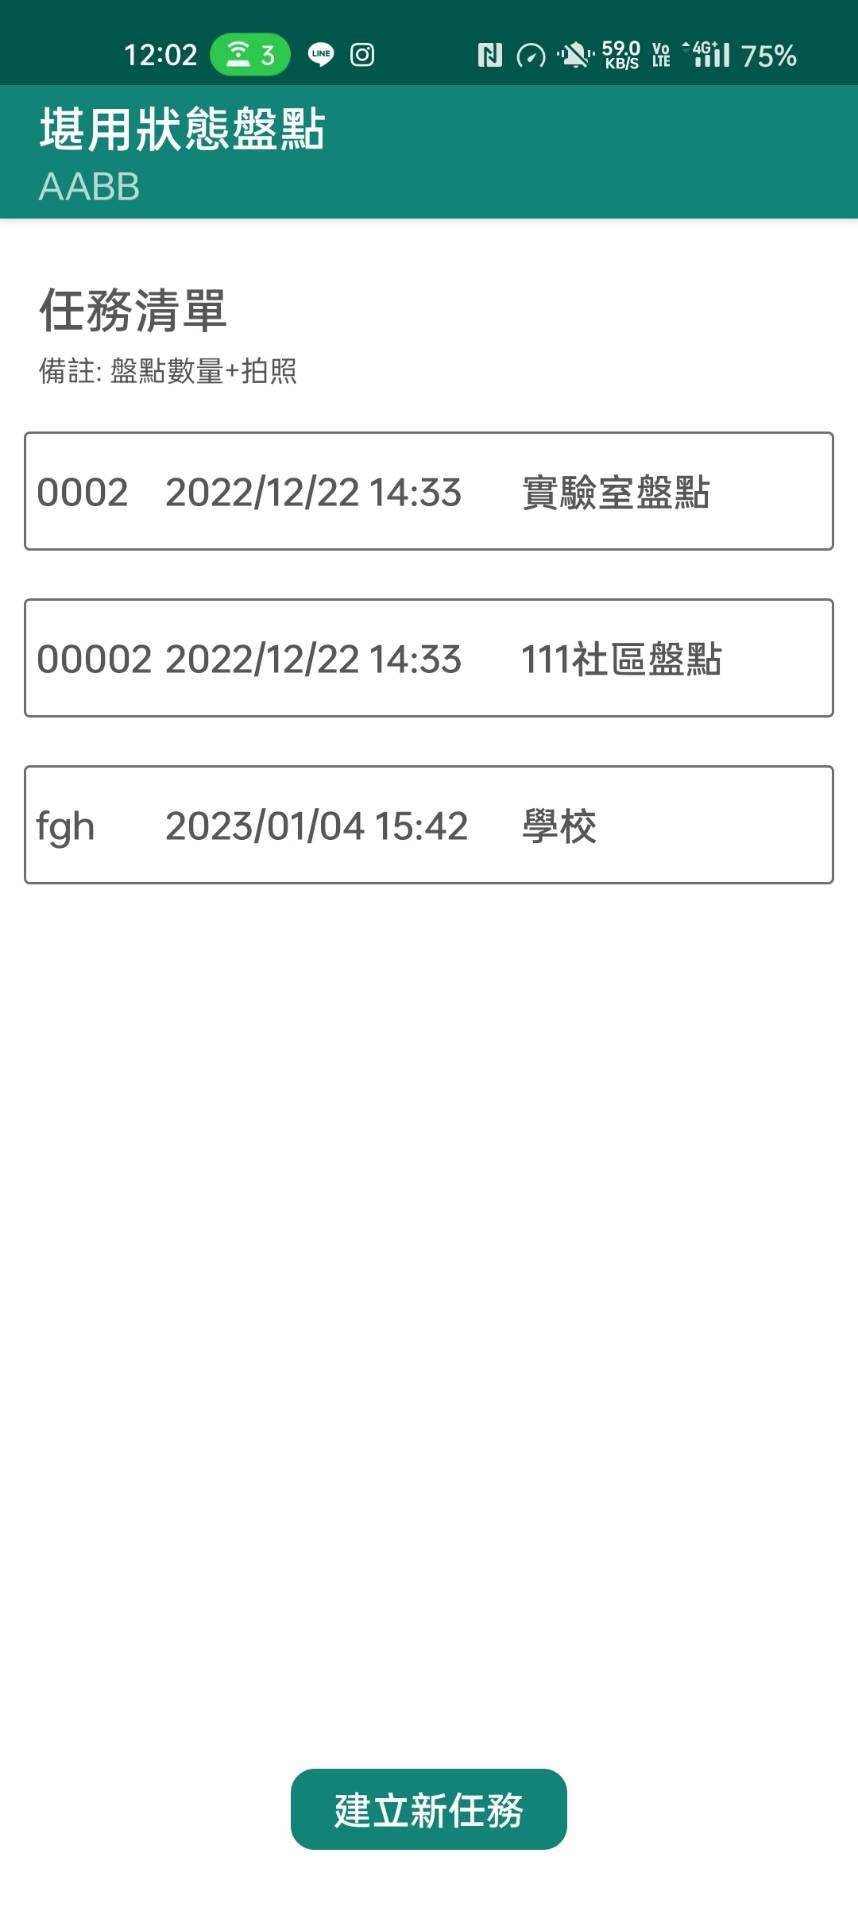 12:02 3 LINE 59.0 KB/S Vo LTE 4G+ 75%
堪用狀態盤點
AABB
任務清單
備註: 盤點數量+拍照
0002 2022/12/22 14:33 實驗室盤點
00002 2022/12/22 14:33 111社區盤點
fgh 2023/01/04 15:42 學校
建立新任務